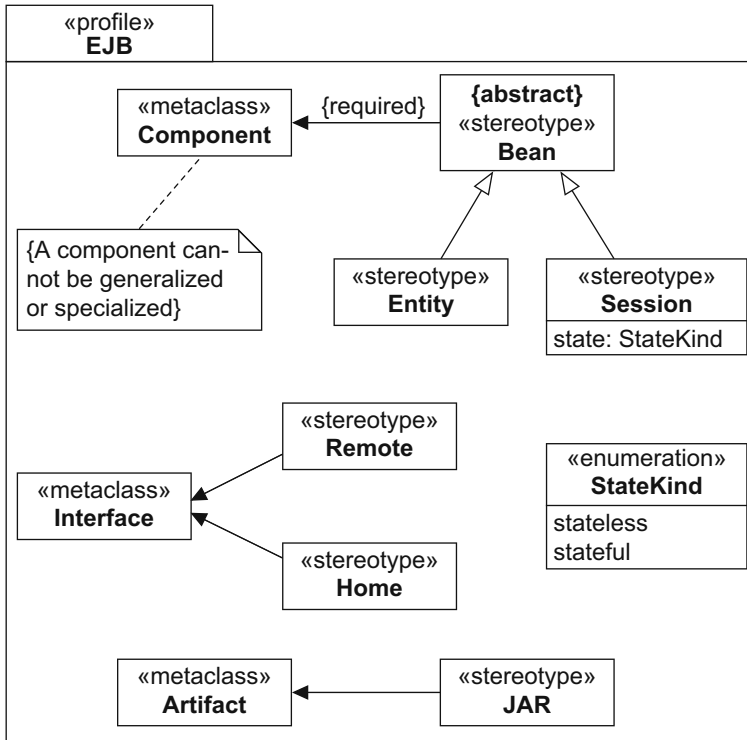 «profile»
EJB
«metaclass»
Component
{required}
{abstract}
«stereotype»
Bean
{A component can-
not be generalized
or specialized}
«stereotype»
Entity
«stereotype»
Session
state: StateKind
«stereotype»
Remote
«metaclass»
Interface
«stereotype»
Home
«enumeration»
StateKind
stateless
stateful
«metaclass»
Artifact
«stereotype»
JAR